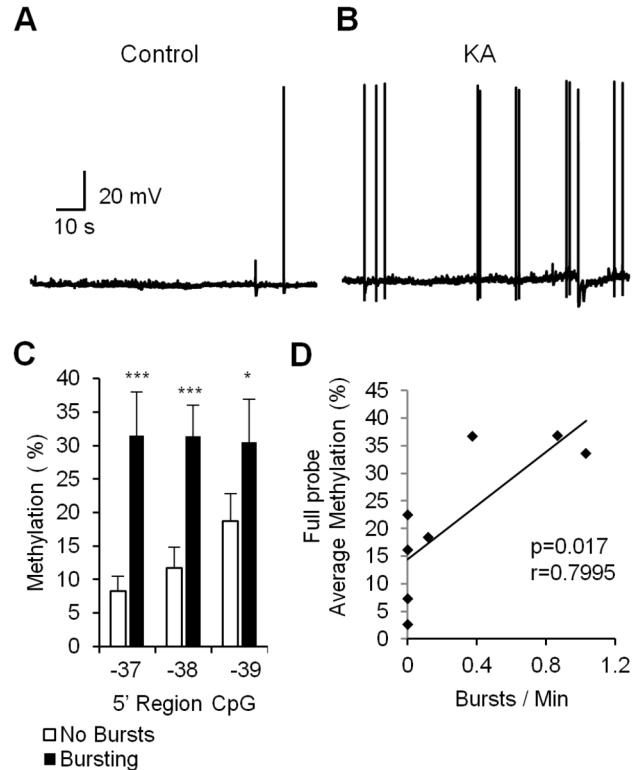 A
Control
20 mV
10 s
B
KA
C
Methylation ( %)
40
35
30
25
20
15
10
5
0
***
***
*
-37
-38
-39
5' Region CpG
No Bursts
Bursting
D
Full probe
Average Methylation (%)
45
40
35
30
25
20
15
10
5
0
p=0.017
r=0.7995
0
0.4
0.8
1.2
Bursts / Min